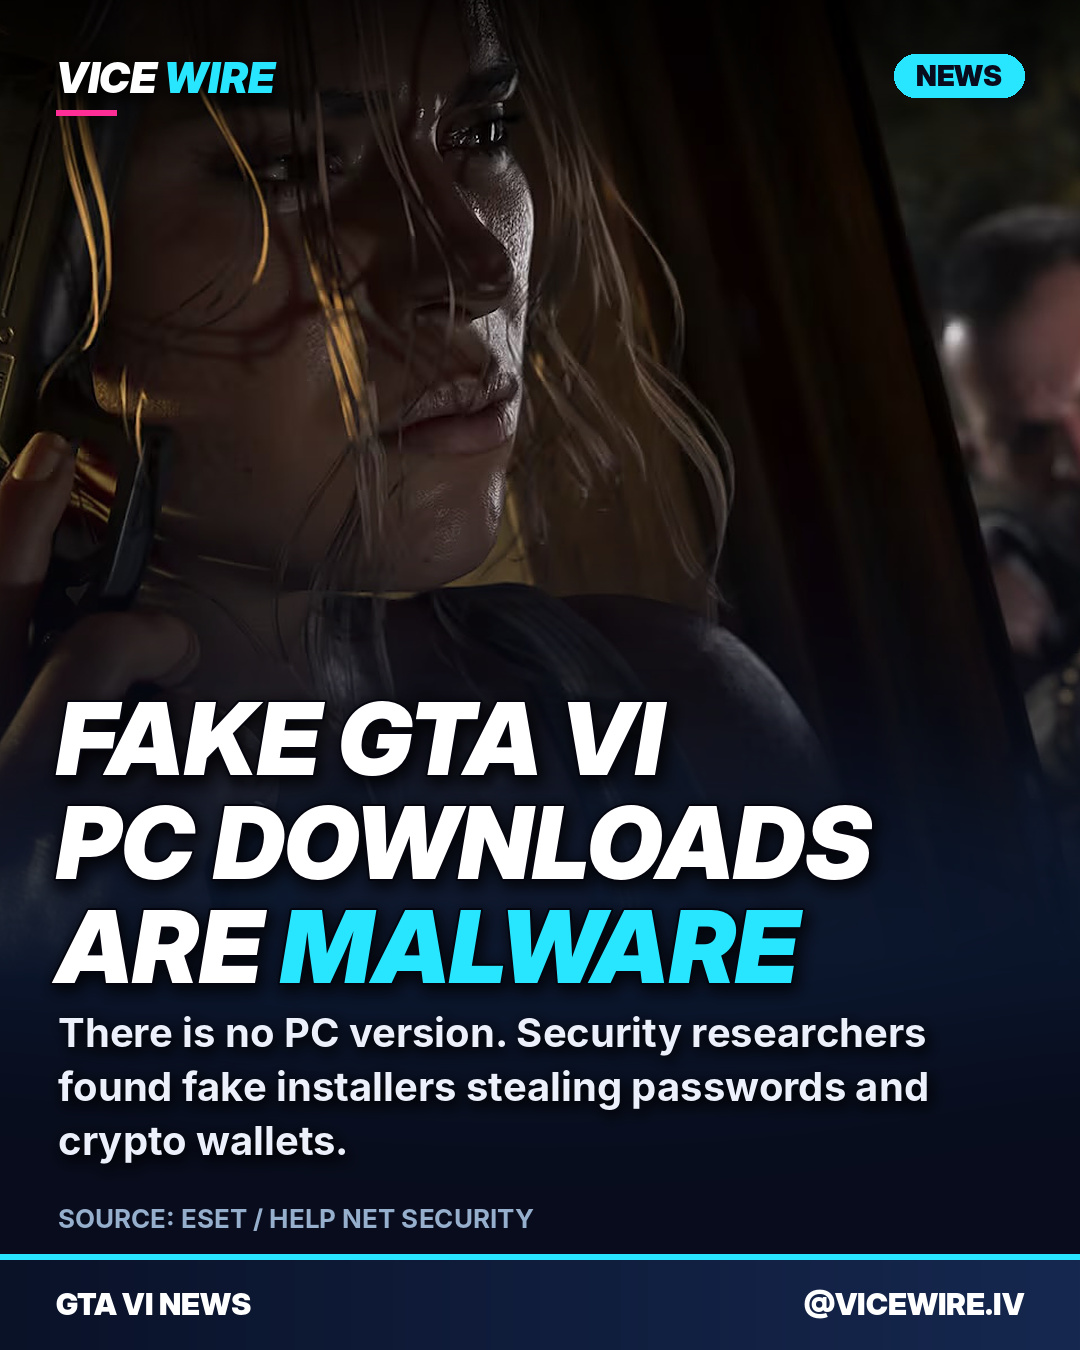 VICE WIRE
NEWS
FAKE GTA VI
PC DOWNLOADS
ARE MALWARE
There is no PC version. Security researchers
found fake installers stealing passwords and
crypto wallets.
SOURCE: ESET / HELP NET SECURITY
GTA VI NEWS
@VICEWIRE.IV